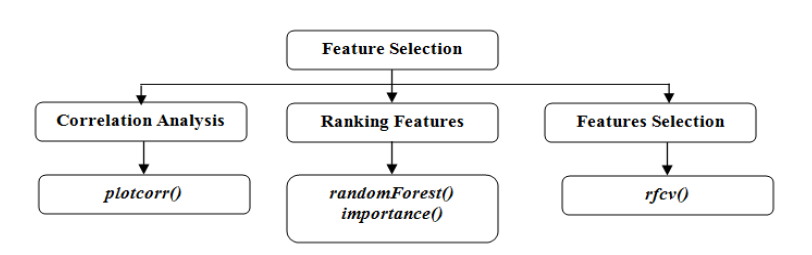 Feature Selection
Correlation Analysis
Ranking Features
Features Selection
plotcorr()
randomForest()
importance()
rfcv()